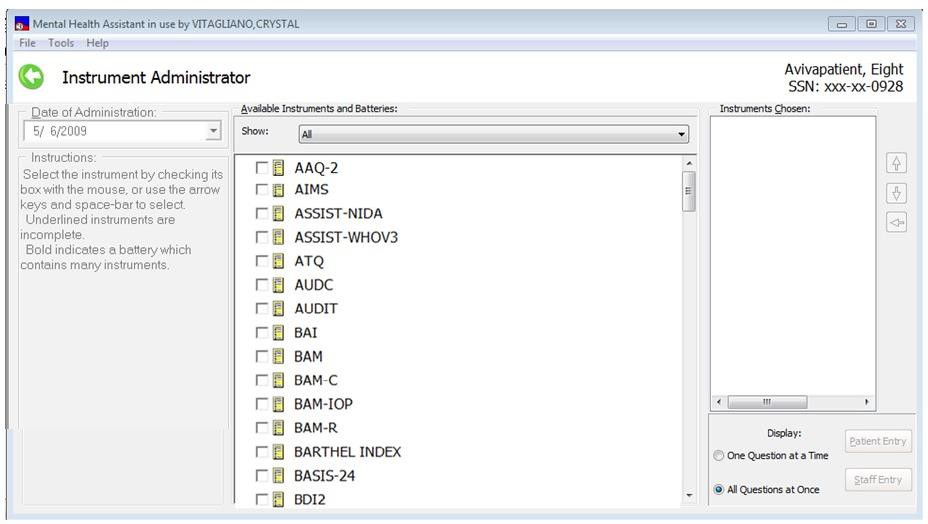 Mental Health Assistant in use by VITAGLIANO,CRYSTAL
File Tools Help
Instrument Administrator
Avivapatient, Eight
SSN: xxx-xx-0928
Date of Administration:
5/ 6/2009
Instructions:
Select the instrument by checking its
box with the mouse, or use the arrow
keys and space-bar to select.
Underlined instruments are
incomplete.
Bold indicates a battery which
contains many instruments.
Available Instruments and Batteries:
Show: All
AAQ-2
AIMS
ASSIST-NIDA
ASSIST-WHOV3
ATQ
AUDC
AUDIT
BAI
BAM
BAM-C
BAM-IOP
BAM-R
BARTHEL INDEX
BASIS-24
BDI2
Instruments Chosen:
Display:
One Question at a Time
All Questions at Once
Patient Entry
Staff Entry